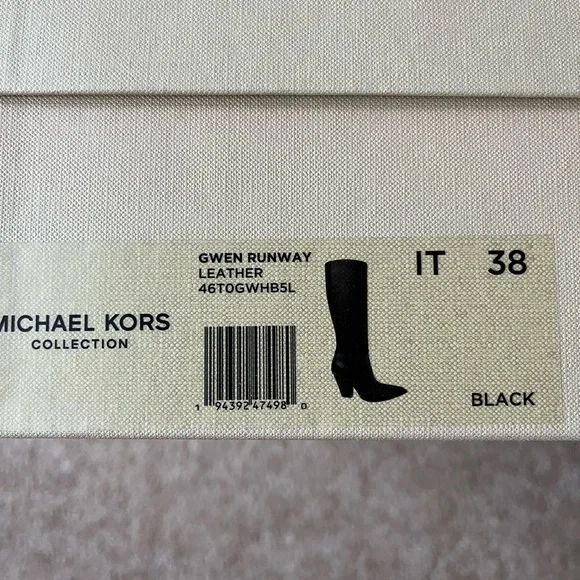 GWEN RUNWAY
LEATHER
46T0GWHB5L
IT 38
MICHAEL KORS
COLLECTION
1 94392 47498 0
BLACK